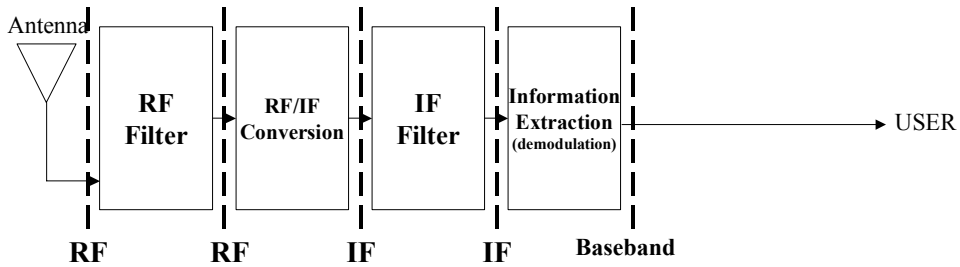 Antenna
RF
Filter
RF/IF
Conversion
IF
Filter
Information
Extraction
(demodulation)
USER
RF
RF
IF
IF
Baseband